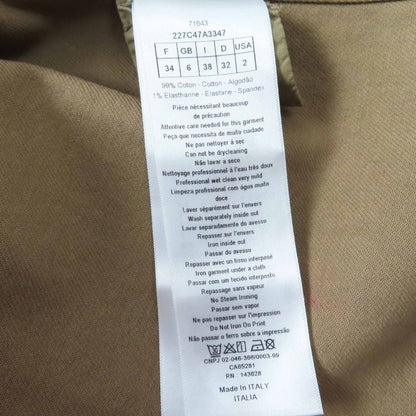 71643
227C47A3347
F GB I D USA
34 6 38 32 2
99% Coton - Cotton - Algodão
1% Elasthanne - Elastane - Spandex
Pièce nécessitant beaucoup
de précaution
Attentive care needed for this garment
Peça que necessita de muito cuidado
Ne pas nettoyer à sec
Can not be drycleaning
Não lavar a seco
Nettoyage professionnel à l'eau très doux
Professional wet clean very mild
Limpeza profissional com água muito
doce
Laver séparément sur l'envers
Wash separately inside out
Lavar separadamente do avesso
Repasser sur l'envers
Iron inside out
Passar do avesso
Repasser avec un tissu interposé
Iron garment under a cloth
Passar com um tecido interposto
Repassage sans vapeur
No Steam Ironing
Passar sem vapor
Ne pas repasser sur l'impression
Do Not Iron On Print
Não passar o ferro sobre a impressão
CNPJ 02-046-366/0003-99
CA65281
RN : 143828
Made In ITALY
ITALIA